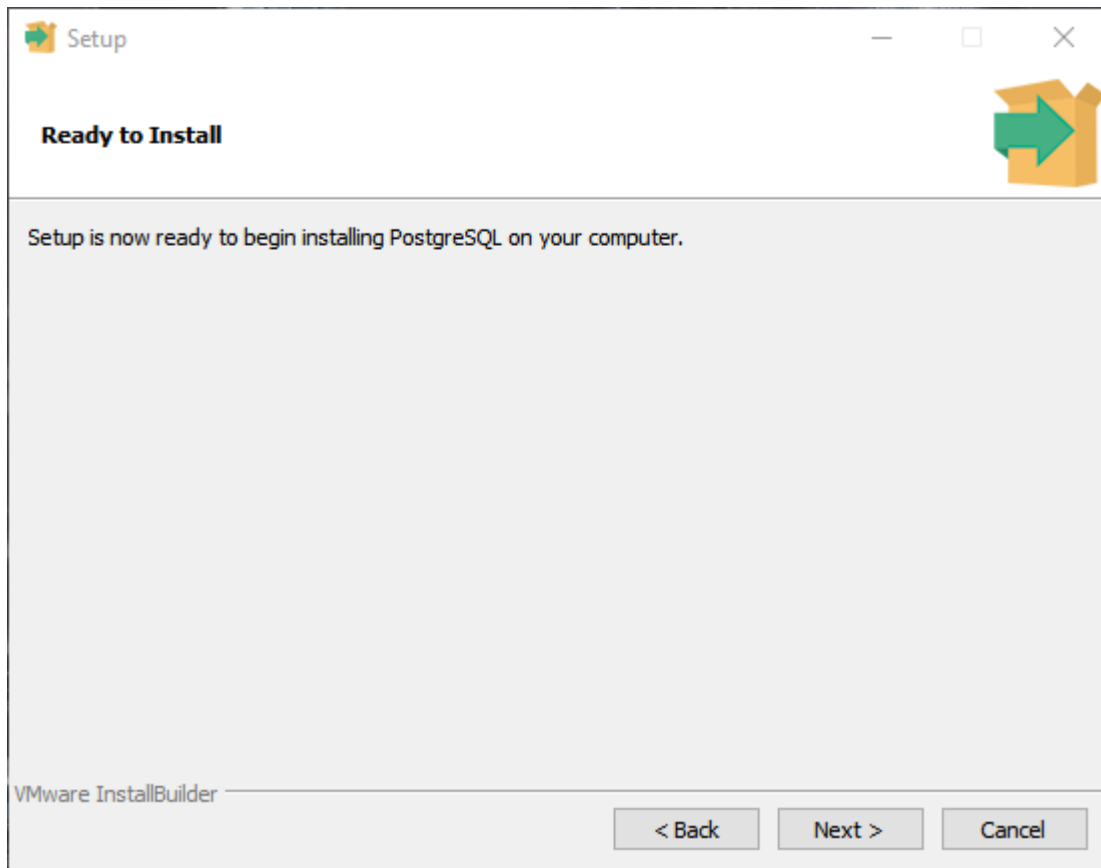 Setup
Ready to Install
Setup is now ready to begin installing PostgreSQL on your computer.
VMware InstallBuilder
< Back
Next >
Cancel